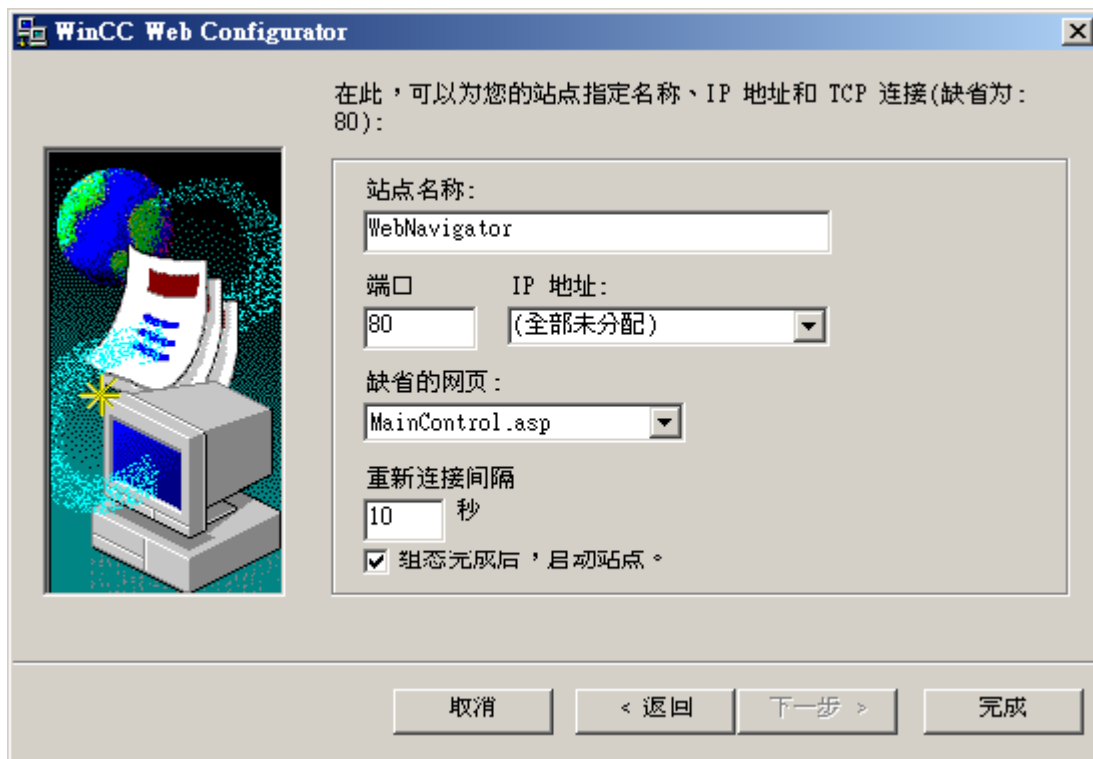 WinCC Web Configurator
在此，可以为您的站点指定名称、IP 地址和 TCP 连接(缺省为:
80):
站点名称:
WebNavigator
端口 IP 地址:
80 (全部未分配)
缺省的网页:
MainControl.asp
重新连接间隔
10 秒
组态完成后，启动站点。
取消 < 返回 下一步 > 完成